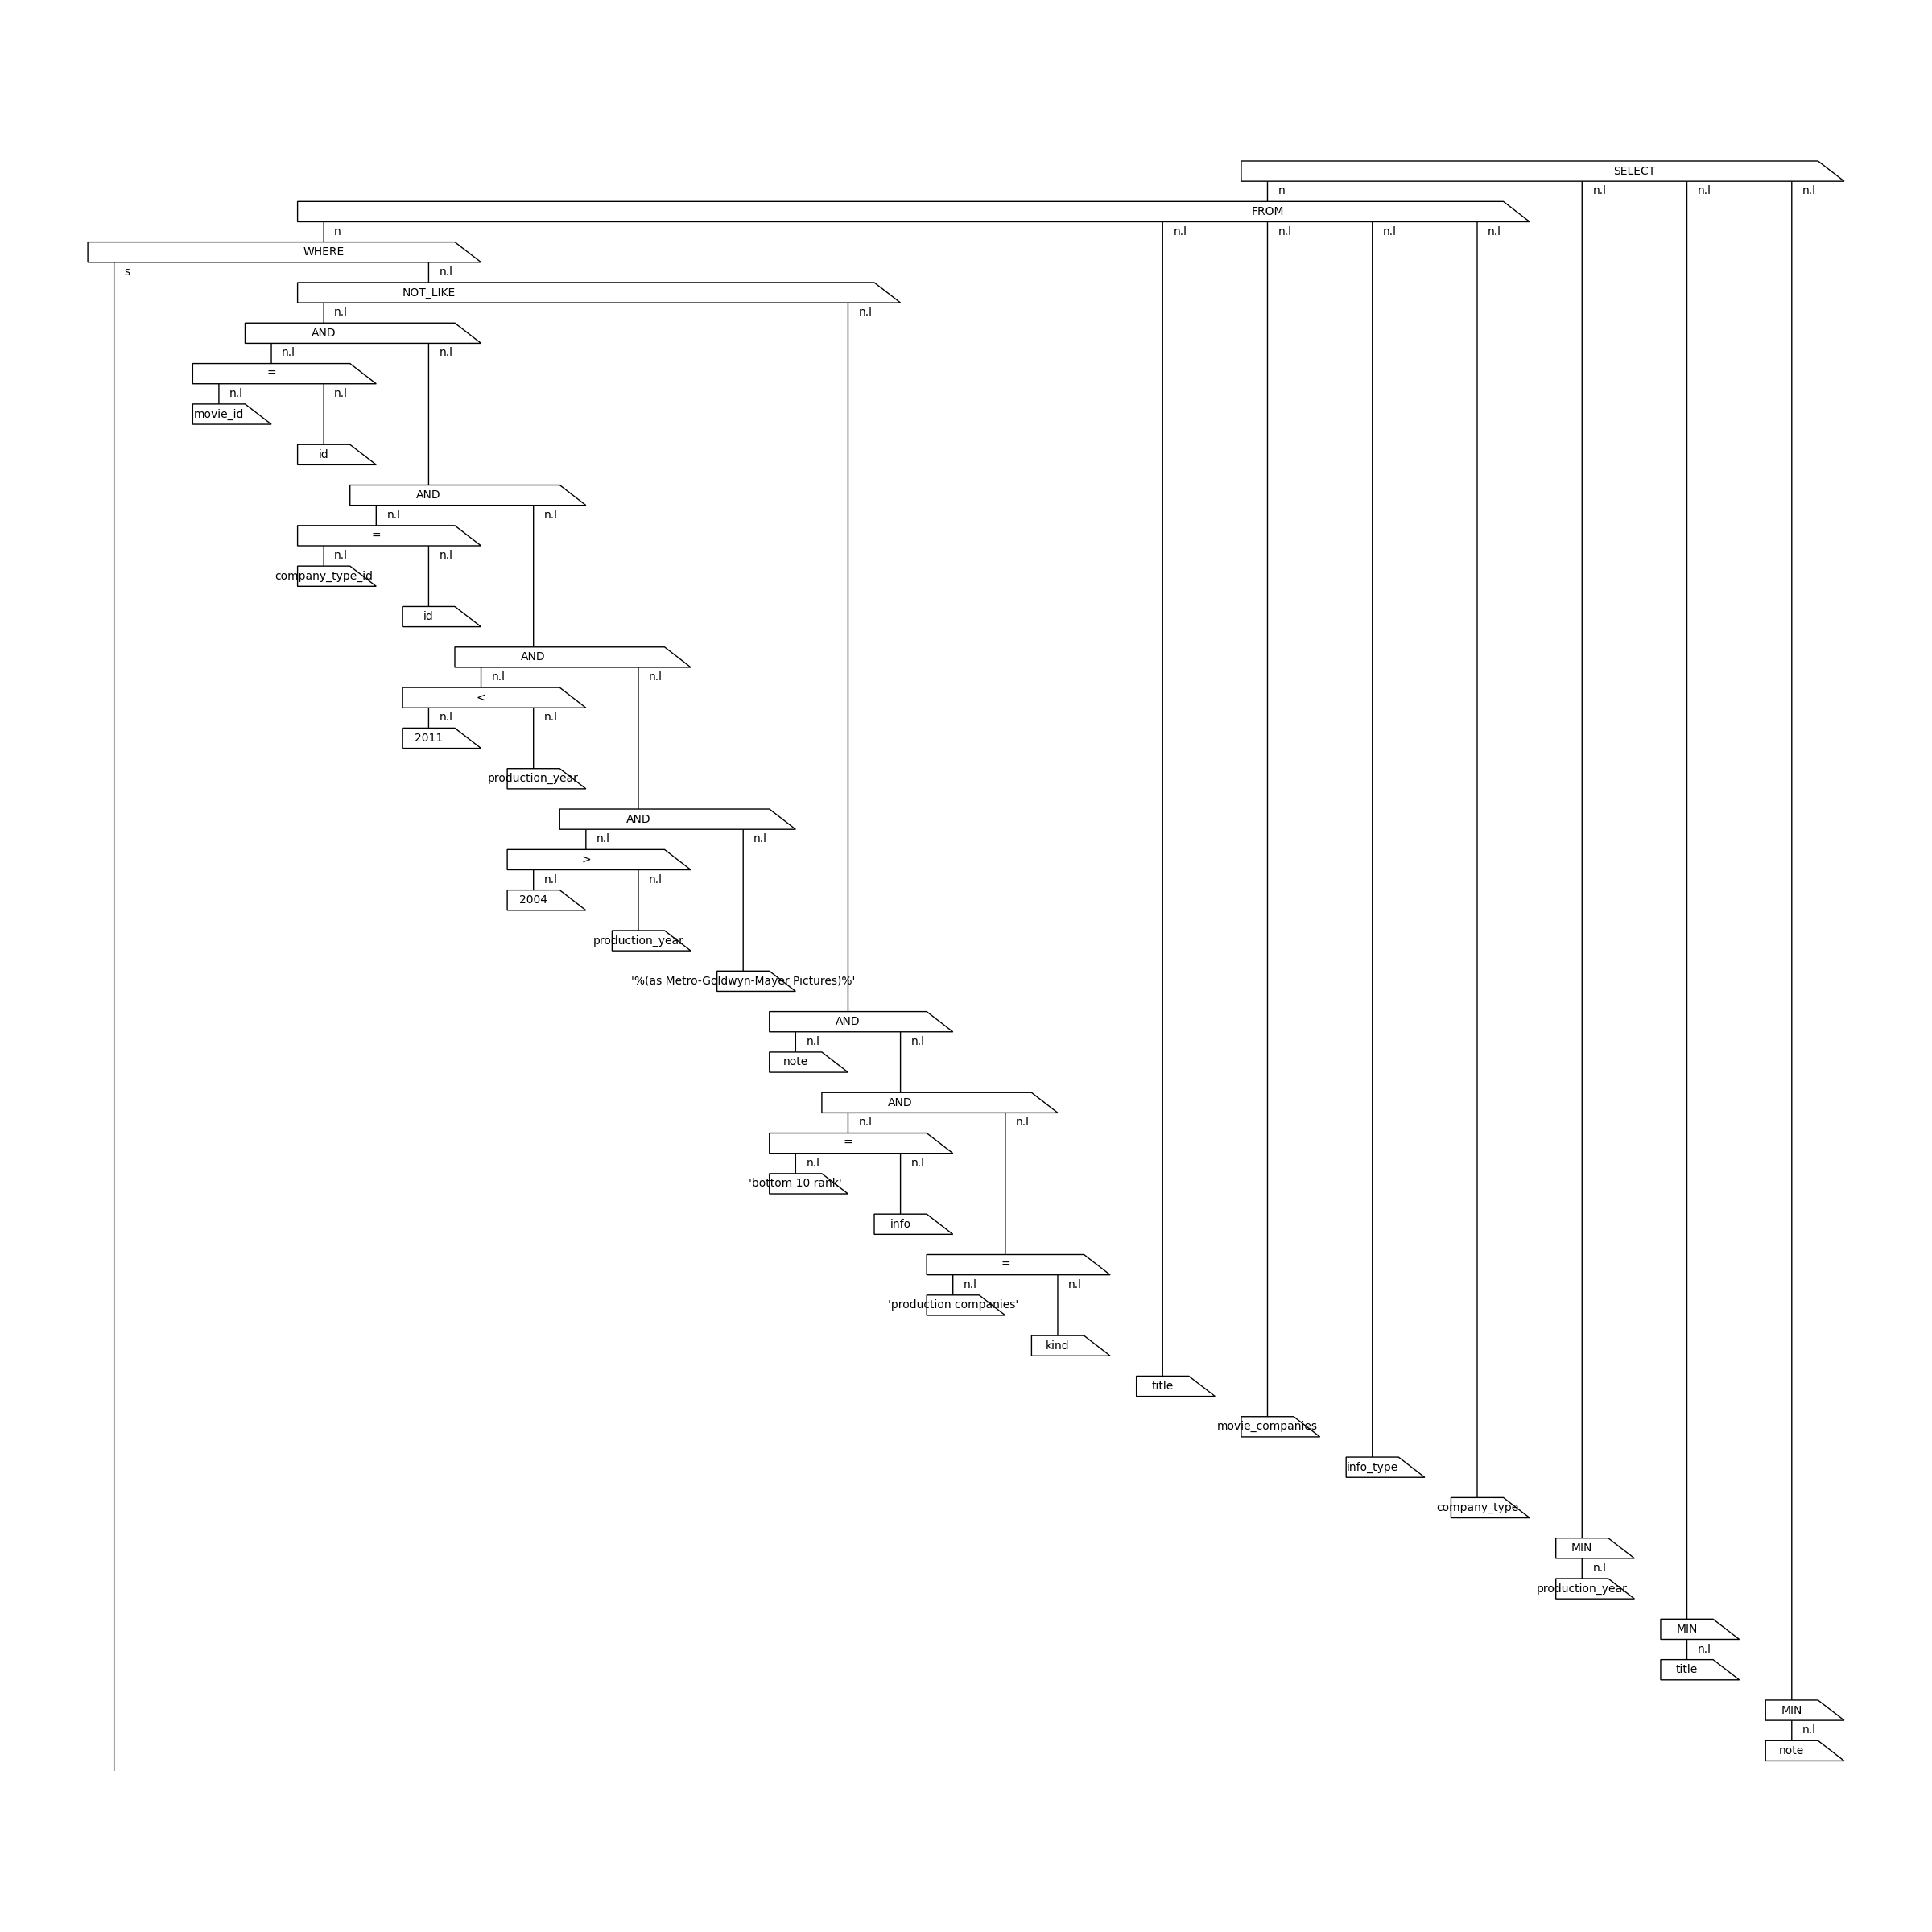 SELECT
n n.l n.l n.l
FROM
n n.l n.l n.l n.l
WHERE
s n.l
NOT_LIKE
n.l n.l
AND
n.l n.l
=
n.l n.l
movie_id
id
AND
n.l n.l
=
n.l n.l
company_type_id
id
AND
n.l n.l
<
n.l n.l
2011
production_year
AND
n.l n.l
>
n.l n.l
2004
production_year
'%(as Metro-Goldwyn-Mayer Pictures)%'
AND
n.l n.l
note
AND
n.l n.l
=
n.l n.l
'bottom 10 rank'
info
=
n.l n.l
'production companies'
kind
title
movie_companies
info_type
company_type
MIN
n.l
production_year
MIN
n.l
title
MIN
n.l
note